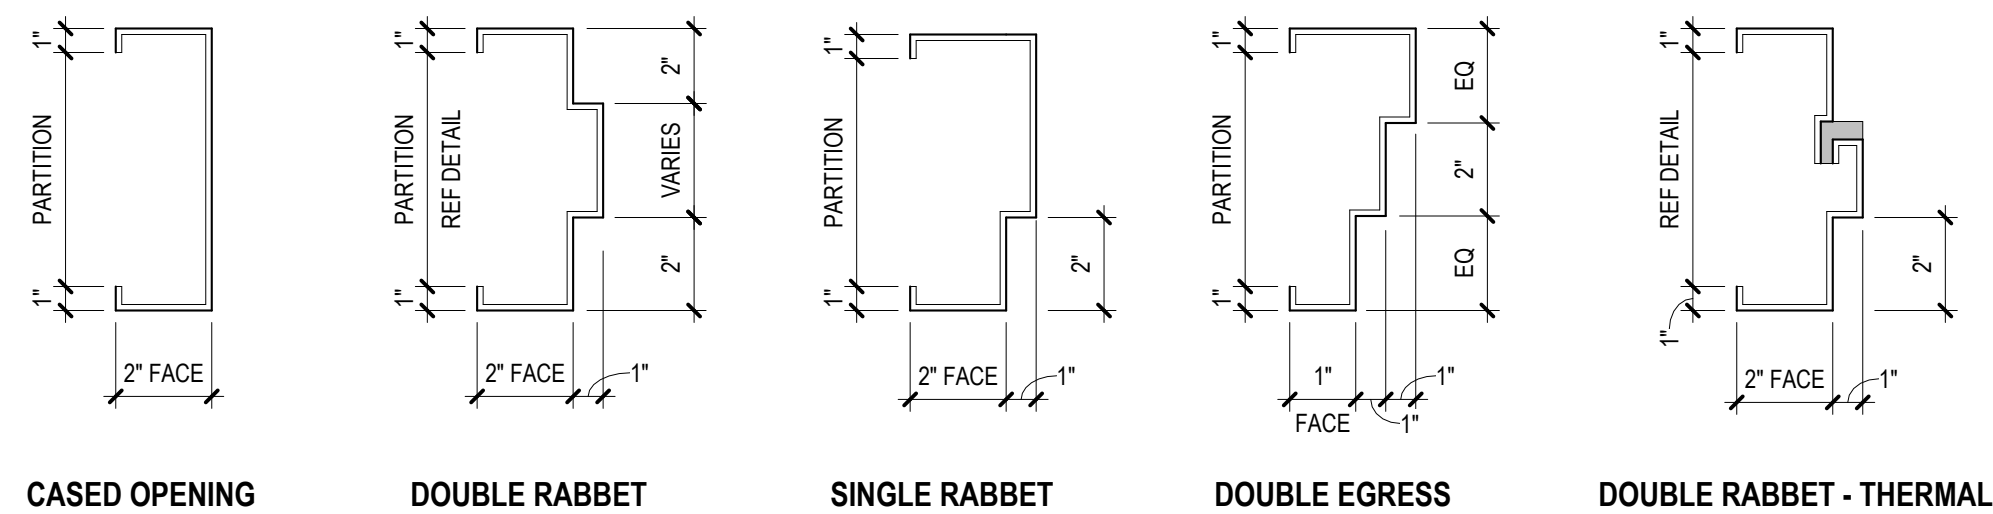 1"
PARTITION
1"
2" FACE
CASED OPENING
1"
PARTITION
REF DETAIL
1"
2"
VARIES
2"
2" FACE
1"
DOUBLE RABBET
1"
PARTITION
1"
2"
2" FACE
1"
SINGLE RABBET
1"
PARTITION
1"
EQ
2"
EQ
1"
FACE
1"
1"
DOUBLE EGRESS
1"
REF DETAIL
1"
2"
2" FACE
1"
DOUBLE RABBET - THERMAL